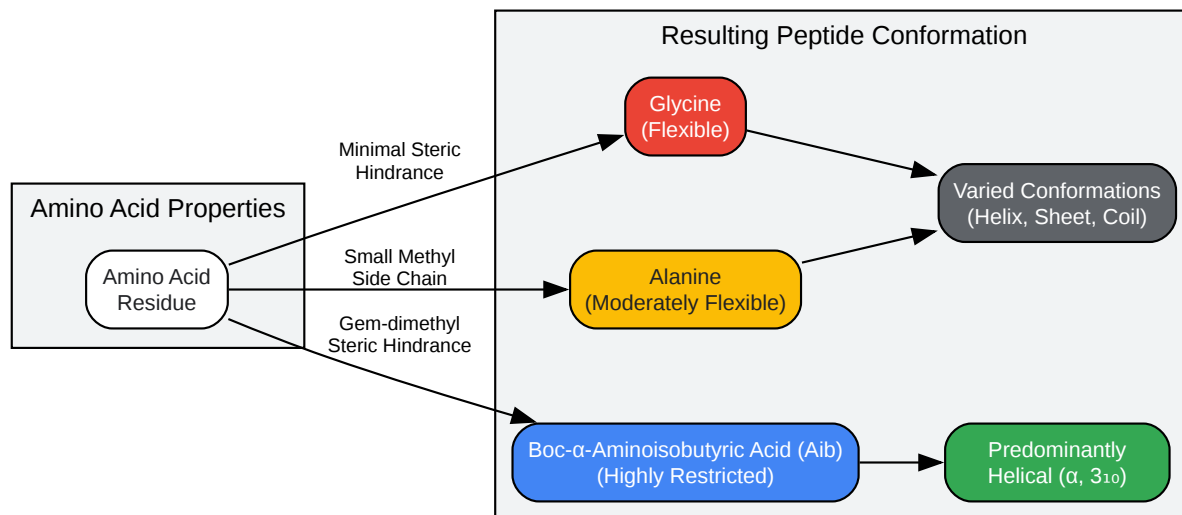 Resulting Peptide Conformation
Glycine
(Flexible)
Minimal Steric
Hindrance
Varied Conformations
(Helix, Sheet, Coil)
Amino Acid Properties
Amino Acid
Residue
Small Methyl
Side Chain
Alanine
(Moderately Flexible)
Gem-dimethyl
Steric Hindrance
Boc-α-Aminoisobutyric Acid (Aib)
(Highly Restricted)
Predominantly
Helical (α, 3₁₀)